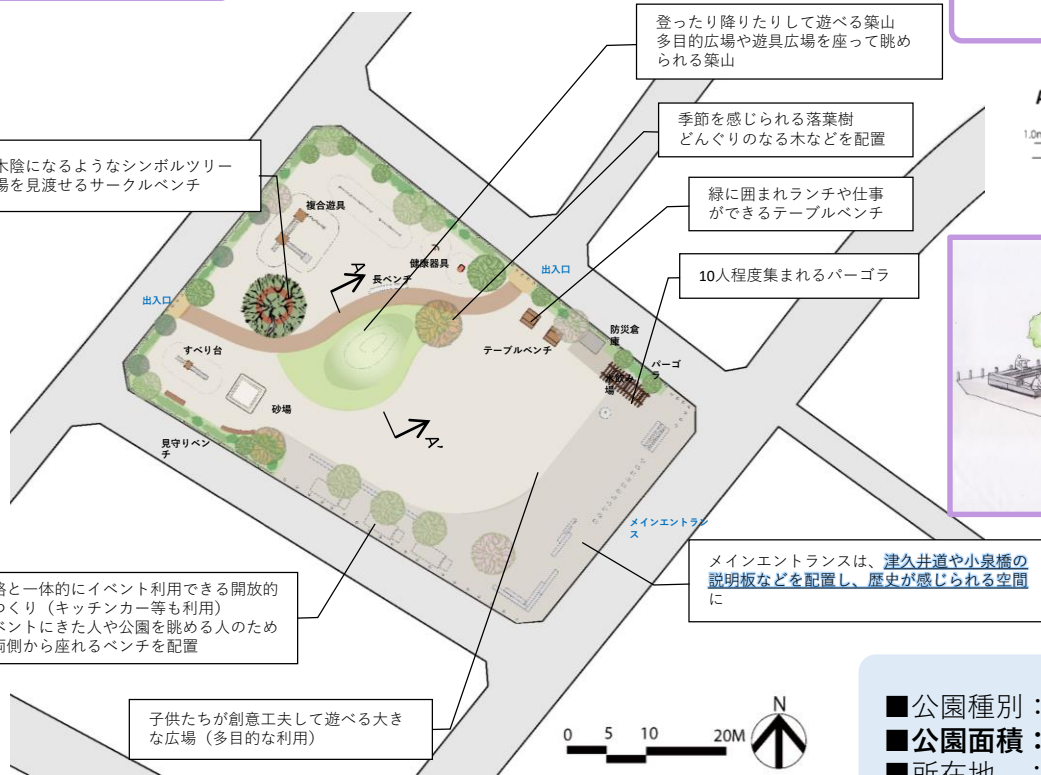 登ったり降りたりして遊べる築山
多目的広場や遊具広場を座って眺め
られる築山
季節を感じられる落葉樹
どんぐりのなる木などを配置
木陰になるようなシンボルツリー
場を見渡せるサークルベンチ
緑に囲まれランチや仕事
ができるテーブルベンチ
10人程度集まれるパーゴラ
複合遊具
健康器具
長ベンチ
A
出入口
出入口
すべり台
砂場
見守りベン
チ
テーブルベンチ
防災倉
庫
パーゴ
ラ
水飲み
場
A'
メインエントラン
ス
メインエントランスは、津久井道や小泉橋の
説明板などを配置し、歴史が感じられる空間
に
路と一体的にイベント利用できる開放的
つくり（キッチンカー等も利用）
ベントにきた人や公園を眺める人のため
両側から座れるベンチを配置
子供たちが創意工夫して遊べる大き
な広場（多目的な利用）
0 5 10 20M
N
1.0m
■公園種別：
■公園面積：
■所在地　：